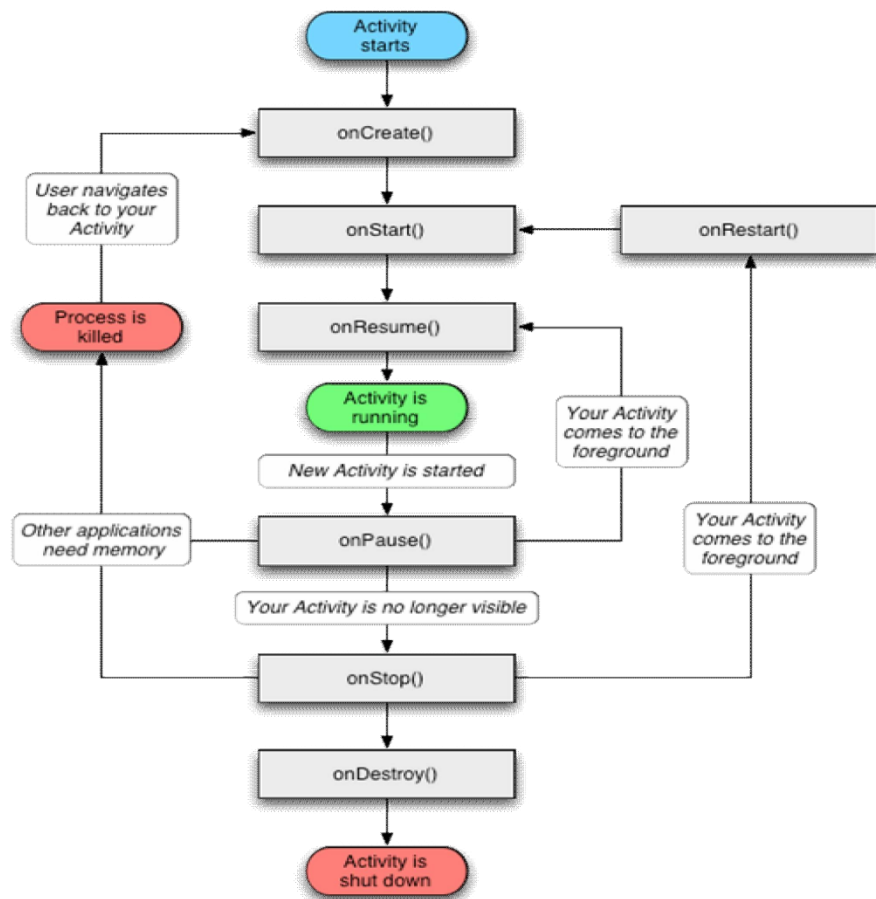 Activity
starts
onCreate()
User navigates
back to your
Activity
onStart()
onRestart()
Process is
killed
onResume()
Activity is
running
Your Activity
comes to the
foreground
New Activity is started
Other applications
need memory
onPause()
Your Activity
comes to the
foreground
Your Activity is no longer visible
onStop()
onDestroy()
Activity is
shut down